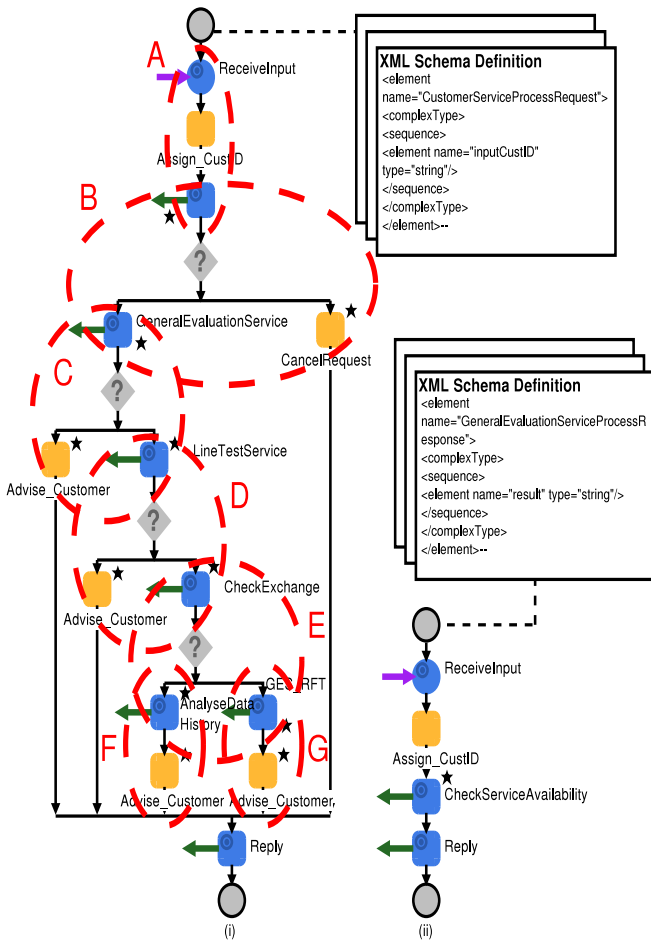 A
ReceiveInput
XML Schema Definition
<element
name="CustomerServiceProcessRequest">
<complexType>
<sequence>
<element name="inputCustID"
type="string"/>
</sequence>
</complexType>
</element>--
Assign_CustID
B
?
GeneralEvaluationService
CancelRequest
XML Schema Definition
<element
name="GeneralEvaluationServiceProcessR
esponse">
<complexType>
<sequence>
<element name="result" type="string"/>
</sequence>
</complexType>
</element>--
C
?
LineTestService
Advise_Customer
D
?
CheckExchange
Advise_Customer
E
?
GEC_RFT
AnalyseData
History
F
G
Advise_Customer
Advise_Customer
Reply
(i)
ReceiveInput
Assign_CustID
CheckServiceAvailability
Reply
(ii)